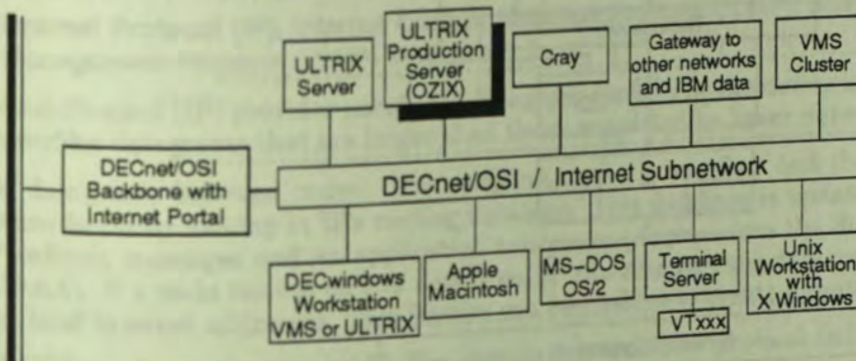 ULTRIX
Server
ULTRIX
Production
Server
(OZIX)
Cray
Gateway to
other networks
and IBM data
VMS
Cluster
DECnet/OSI
Backbone with
Internet Portal
DECnet/OSI / Internet Subnetwork
DECwindows
Workstation
VMS or ULTRIX
Apple
Macintosh
MS-DOS
OS/2
Terminal
Server
VTxxx
Unix
Workstation
with
X Windows